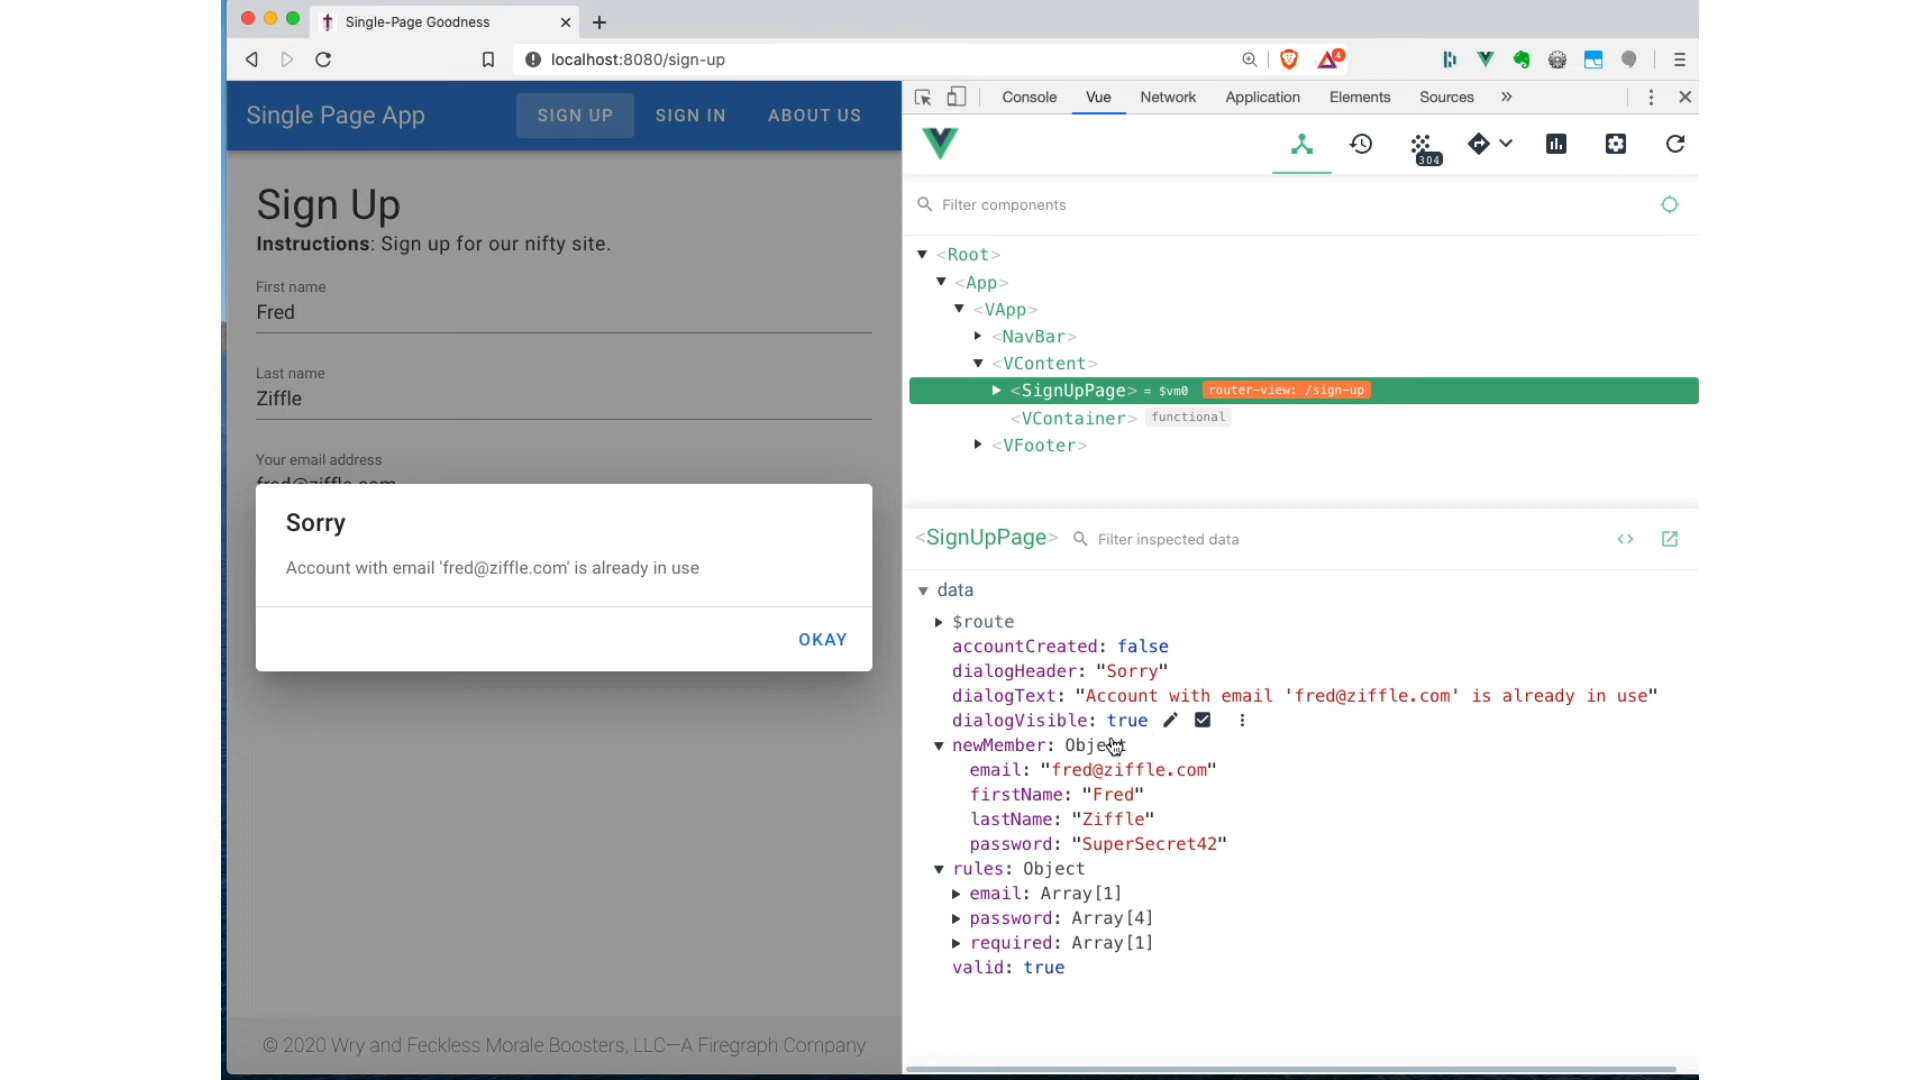 Single-Page Goodness
localhost:8080/sign-up
4
Single Page App
SIGN UP
SIGN IN
ABOUT US
Sign Up
Instructions: Sign up for our nifty site.
First name
Fred
Last name
Ziffle
Your email address
fred@ziffle.com
Sorry
Account with email 'fred@ziffle.com' is already in use
OKAY
© 2020 Wry and Feckless Morale Boosters, LLC—A Firegraph Company
Console
Vue
Network
Application
Elements
Sources
»
304
Filter components
<Root>
<App>
<VApp>
<NavBar>
<VContent>
<SignUpPage> = $vm0 router-view: /sign-up
<VContainer> functional
<VFooter>
<SignUpPage>
Filter inspected data
data
$route
accountCreated: false
dialogHeader: "Sorry"
dialogText: "Account with email 'fred@ziffle.com' is already in use"
dialogVisible: true
newMember: Object
email: "fred@ziffle.com"
firstName: "Fred"
lastName: "Ziffle"
password: "SuperSecret42"
rules: Object
email: Array[1]
password: Array[4]
required: Array[1]
valid: true